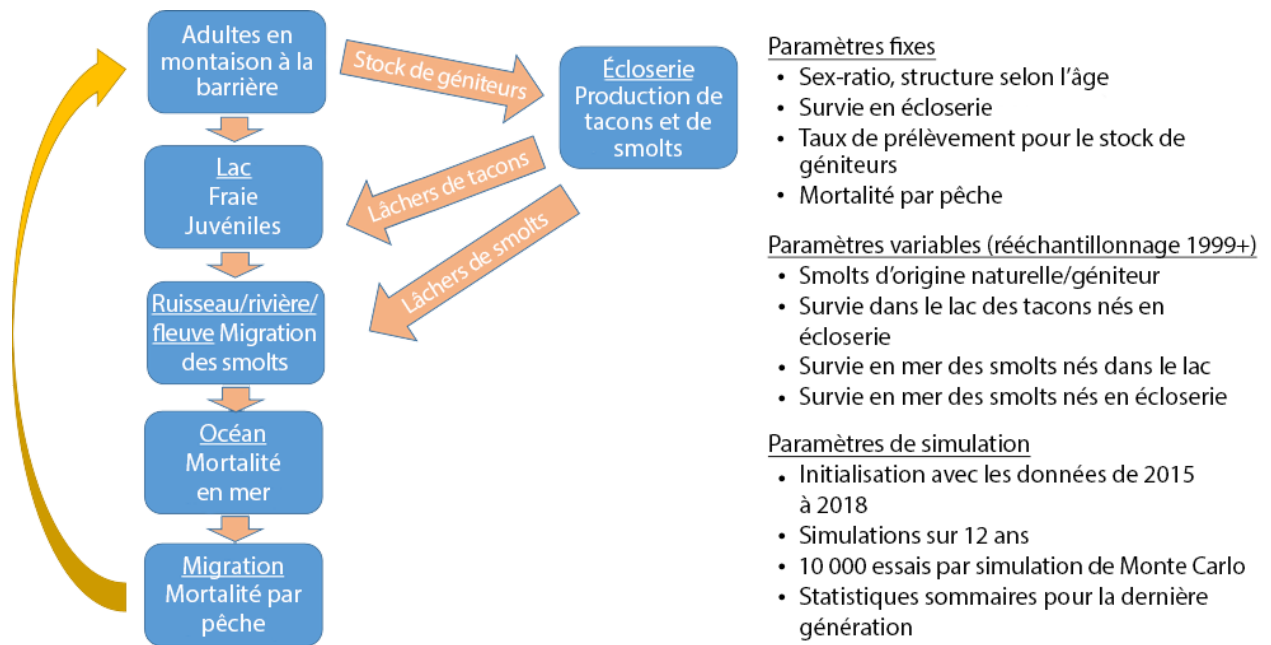 Adultes en
montaison à la
barrière
Stock de géniteurs
Écloserie
Production de
tacons et de
smolts
Lac
Fraie
Juvéniles
Lâchers de tacons
Lâchers de smolts
Ruisseau/rivière/
fleuve Migration
des smolts
Océan
Mortalité
en mer
Migration
Mortalité par
pêche
Paramètres fixes
• Sex-ratio, structure selon l'âge
• Survie en écloserie
• Taux de prélèvement pour le stock de
géniteurs
• Mortalité par pêche
Paramètres variables (rééchantillonnage 1999+)
• Smolts d'origine naturelle/géniteur
• Survie dans le lac des tacons nés en
écloserie
• Survie en mer des smolts nés dans le lac
• Survie en mer des smolts nés en écloserie
Paramètres de simulation
• Initialisation avec les données de 2015
à 2018
• Simulations sur 12 ans
• 10 000 essais par simulation de Monte Carlo
• Statistiques sommaires pour la dernière
génération